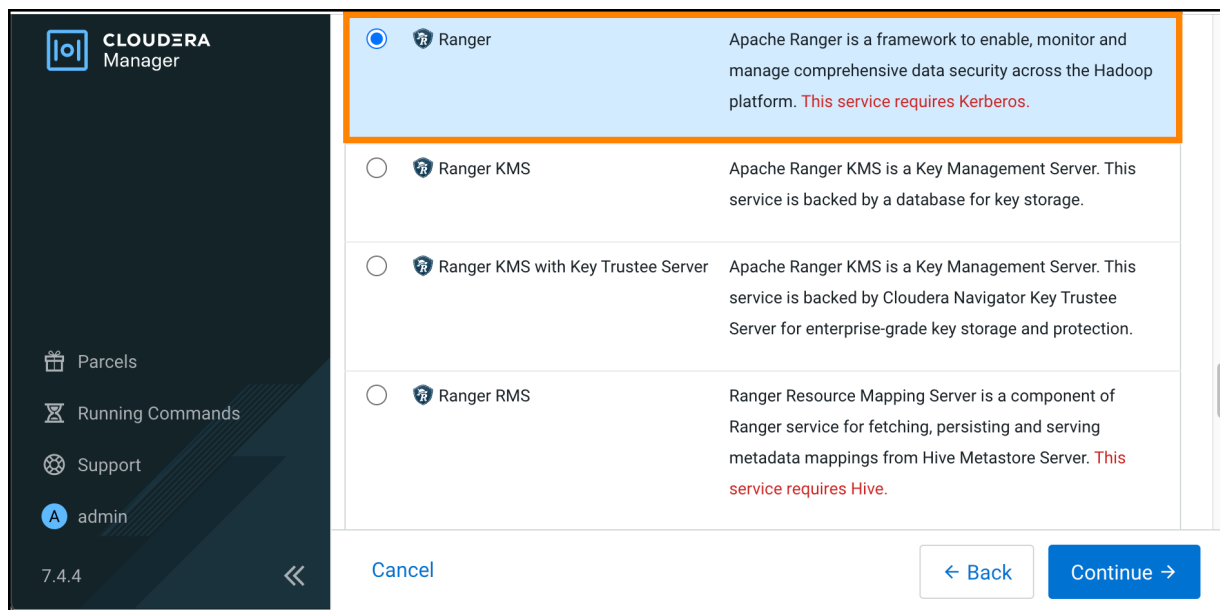 CLOUDERA
Manager
Ranger
Apache Ranger is a framework to enable, monitor and
manage comprehensive data security across the Hadoop
platform. This service requires Kerberos.
Ranger KMS
Apache Ranger KMS is a Key Management Server. This
service is backed by a database for key storage.
Ranger KMS with Key Trustee Server
Apache Ranger KMS is a Key Management Server. This
service is backed by Cloudera Navigator Key Trustee
Server for enterprise-grade key storage and protection.
Ranger RMS
Ranger Resource Mapping Server is a component of
Ranger service for fetching, persisting and serving
metadata mappings from Hive Metastore Server. This
service requires Hive.
Parcels
Running Commands
Support
A admin
7.4.4
Cancel
← Back
Continue →